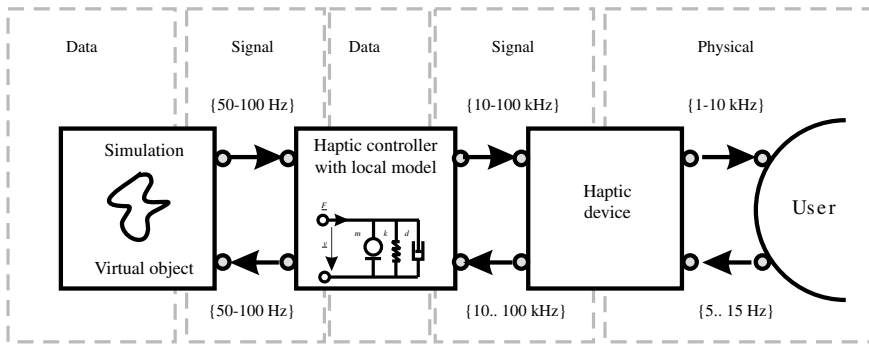 Data
Signal
Data
Signal
Physical
{50-100 Hz}
{10-100 kHz}
{1-10 kHz}
Simulation
Virtual object
Haptic controller
with local model
F
v
m
k
d
Haptic
device
User
{50-100 Hz}
{10.. 100 kHz}
{5.. 15 Hz}